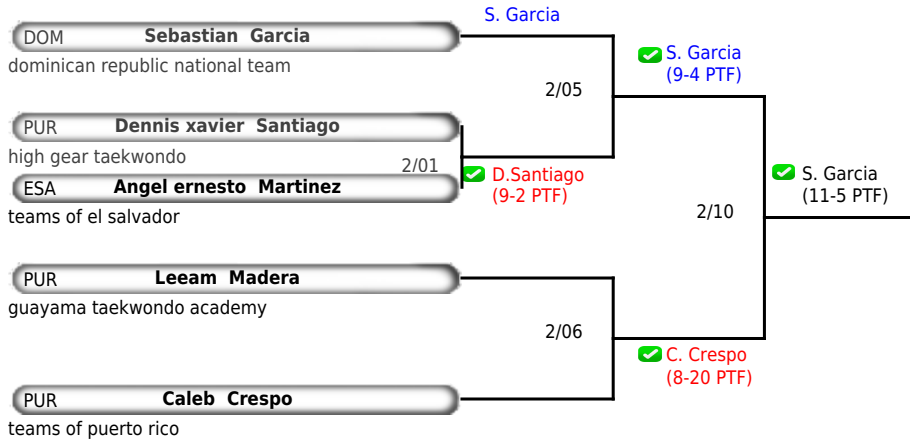 S. Garcia
DOM Sebastian Garcia
dominican republic national team
S. Garcia
(9-4 PTF)
2/05
PUR Dennis xavier Santiago
high gear taekwondo
2/01
D.Santiago
(9-2 PTF)
ESA Angel ernesto Martinez
teams of el salvador
S. Garcia
(11-5 PTF)
2/10
PUR Leeam Madera
guayama taekwondo academy
2/06
C. Crespo
(8-20 PTF)
PUR Caleb Crespo
teams of puerto rico